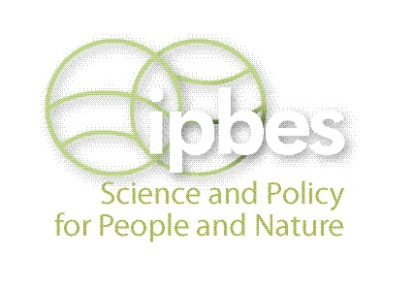 ipbes
Science and Policy
for People and Nature